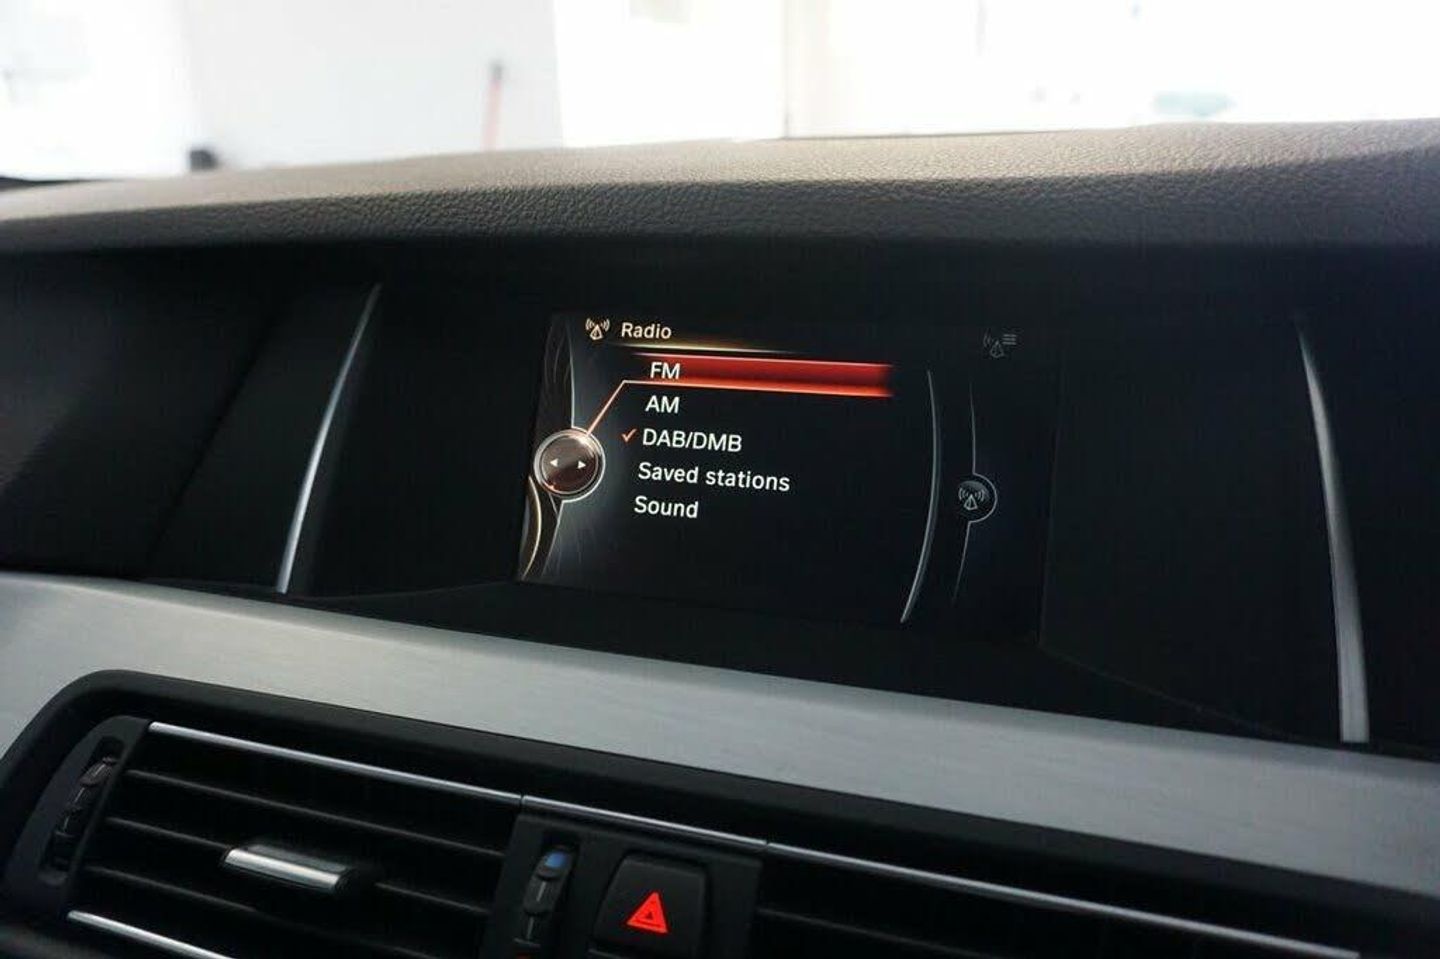 Radio
FM
AM
DAB/DMB
Saved stations
Sound